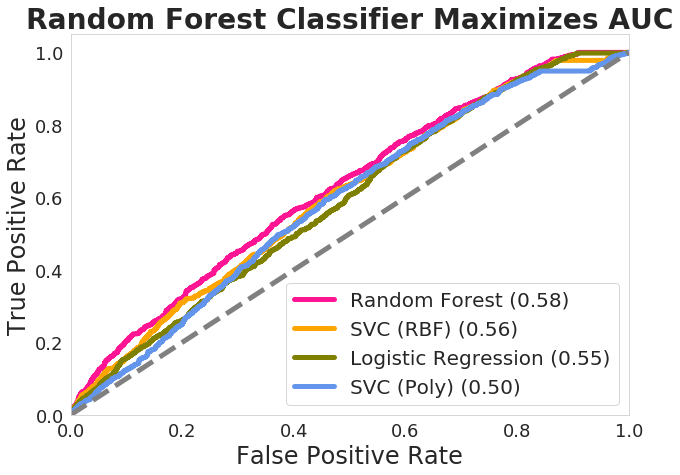 Random Forest Classifier Maximizes AUC
True Positive Rate
1.0
0.8
0.6
0.4
0.2
0.0
0.0 0.2 0.4 0.6 0.8 1.0
False Positive Rate
Random Forest (0.58)
SVC (RBF) (0.56)
Logistic Regression (0.55)
SVC (Poly) (0.50)